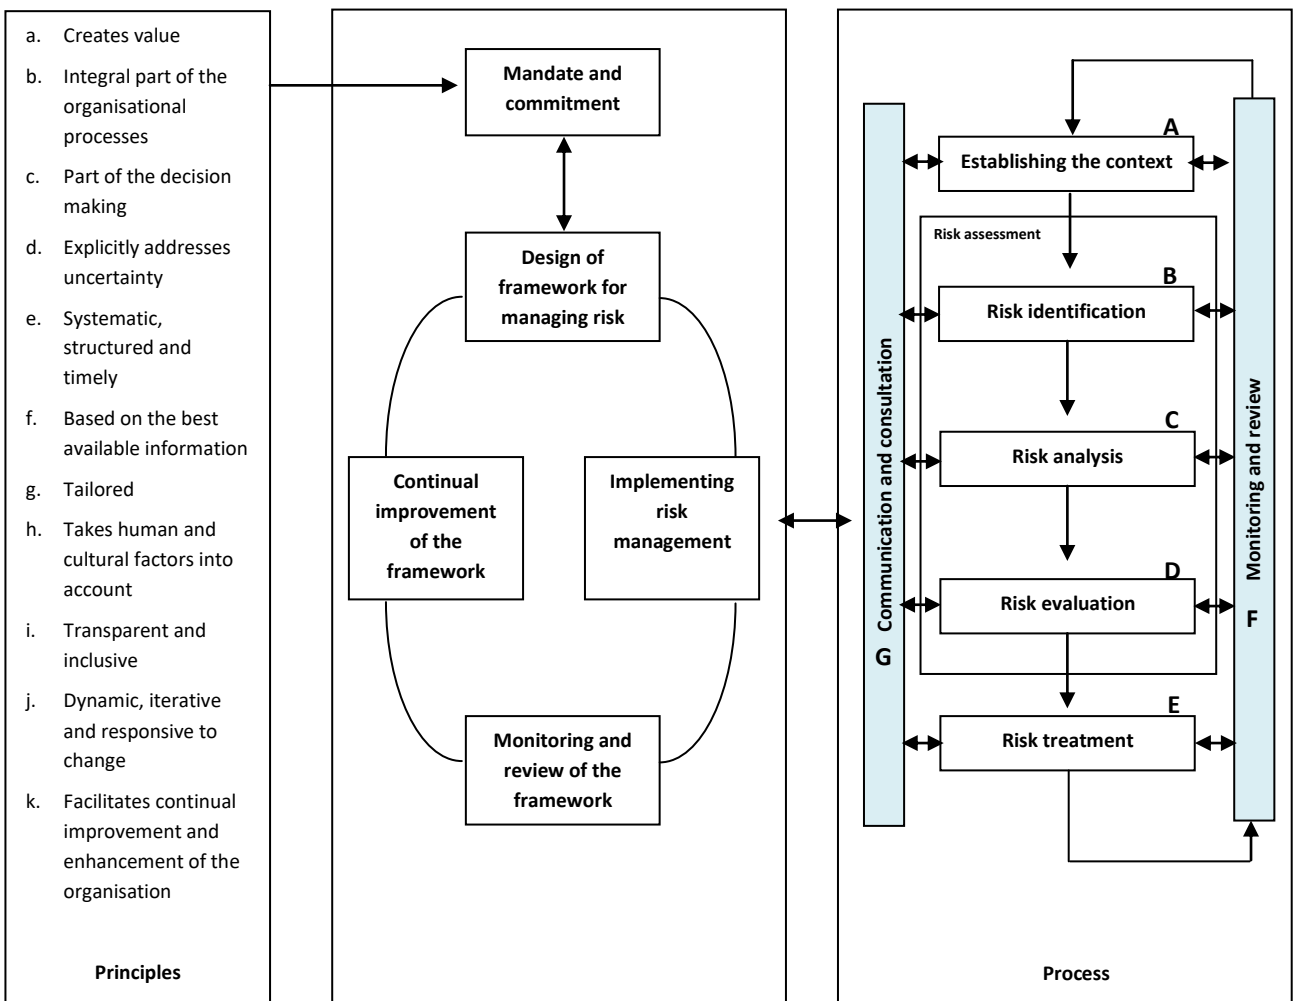 a. Creates value
b. Integral part of the
organisational
processes
c. Part of the decision
making
d. Explicitly addresses
uncertainty
e. Systematic,
structured and
timely
f. Based on the best
available information
g. Tailored
h. Takes human and
cultural factors into
account
i. Transparent and
inclusive
j. Dynamic, iterative
and responsive to
change
k. Facilitates continual
improvement and
enhancement of the
organisation
Principles
Mandate and
commitment
Design of
framework for
managing risk
Continual
improvement
of the
framework
Implementing
risk
management
Monitoring and
review of the
framework
Communication and consultation
G
A
Establishing the context
Risk assessment
B
Risk identification
C
Risk analysis
D
Risk evaluation
E
Risk treatment
Monitoring and review
F
Process